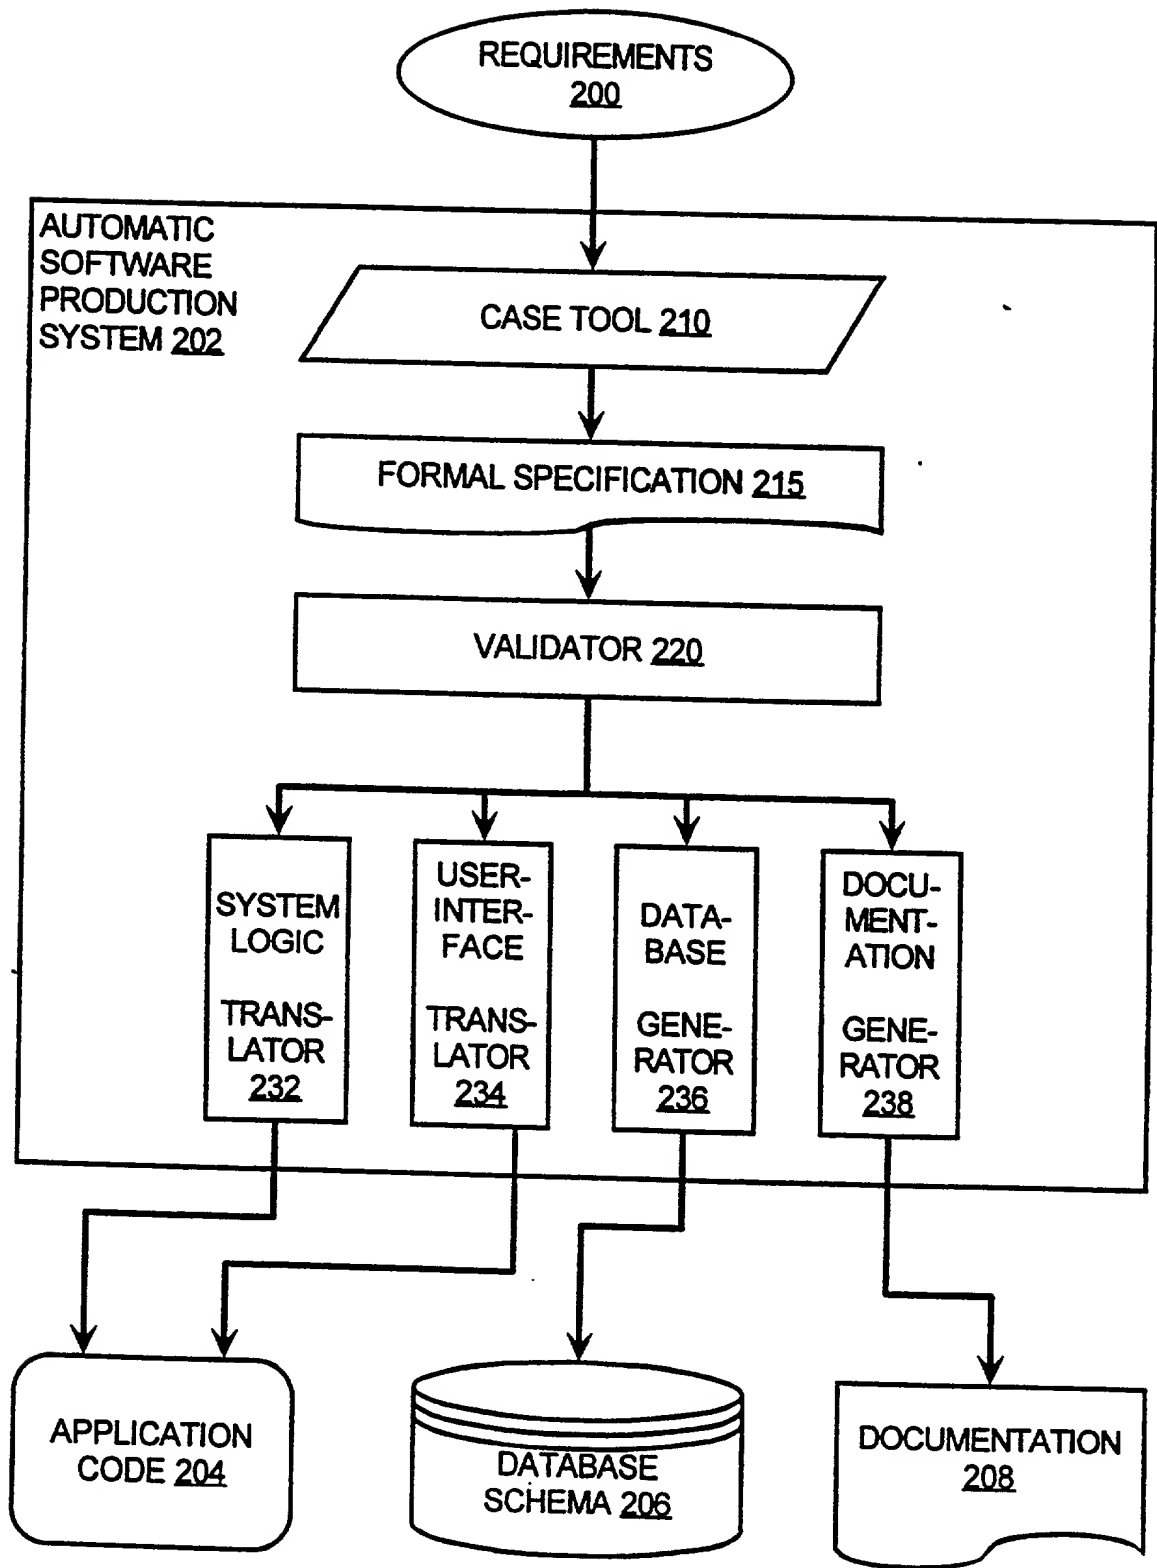 REQUIREMENTS
200
AUTOMATIC
SOFTWARE
PRODUCTION
SYSTEM 202
CASE TOOL 210
FORMAL SPECIFICATION 215
VALIDATOR 220
SYSTEM
LOGIC
TRANS-
LATOR
232
USER-
INTER-
FACE
TRANS-
LATOR
234
DATA-
BASE
GENE-
RATOR
236
DOCU-
MENT-
ATION
GENE-
RATOR
238
APPLICATION
CODE 204
DATABASE
SCHEMA 206
DOCUMENTATION
208